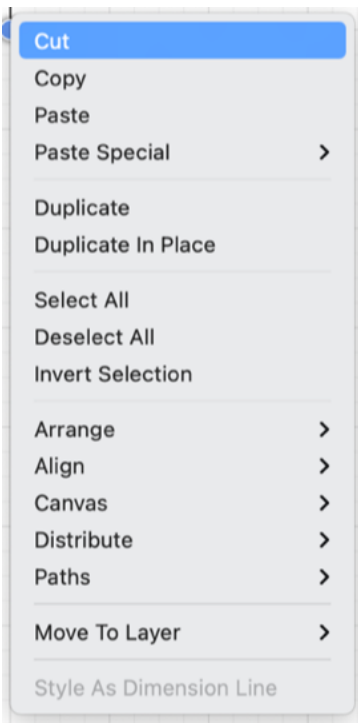 Cut
Copy
Paste
Paste Special
Duplicate
Duplicate In Place
Select All
Deselect All
Invert Selection
Arrange
Align
Canvas
Distribute
Paths
Move To Layer
Style As Dimension Line